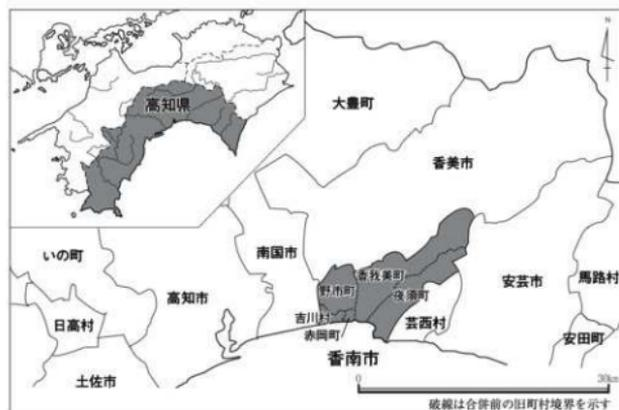 高知県
N
大豊町
香美市
いの町
南国市
香我美町
野市町
夜須町
安芸市
馬路村
高知市
日高村
吉川村
芸西村
赤岡町
安田町
香南市
土佐市
0 30km
破線は合併前の旧町村境界を示す